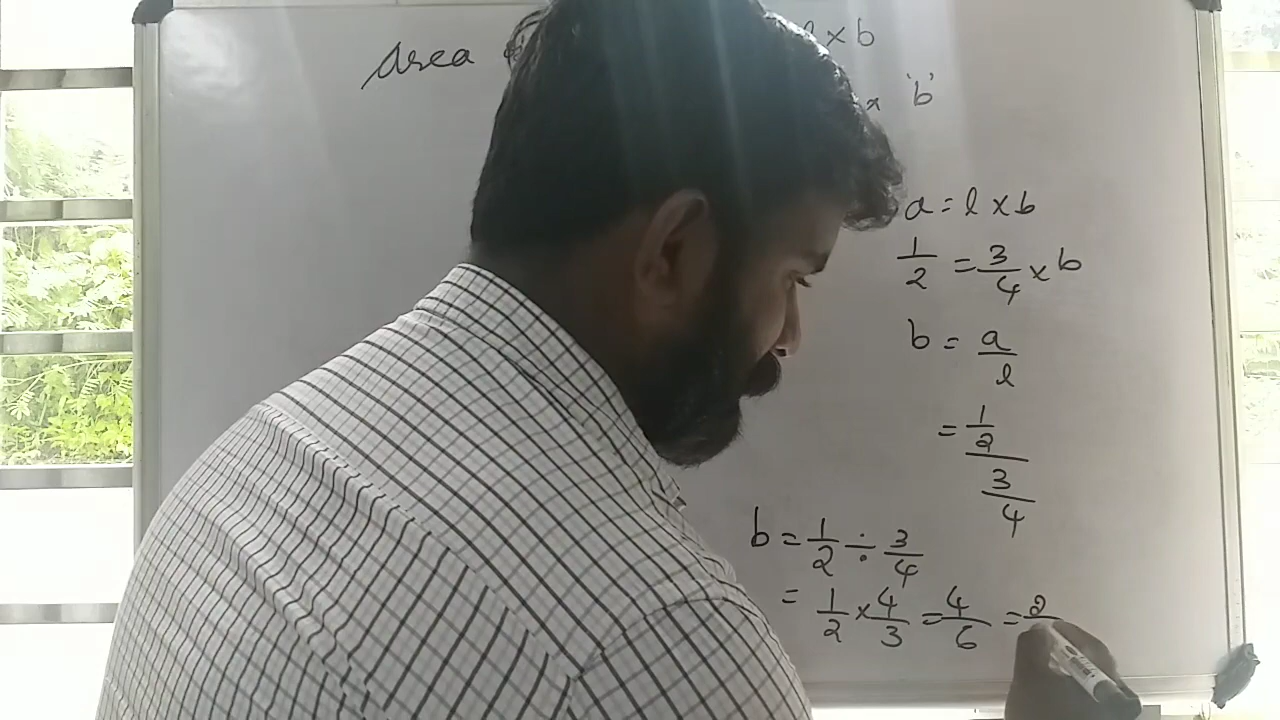 Area l × b
× 'b'
a = l × b
1/2 = 3/4 × b
b = a/l
= 1/2 / 3/4
b = 1/2 ÷ 3/4
= 1/2 × 4/3 = 4/6 = 2